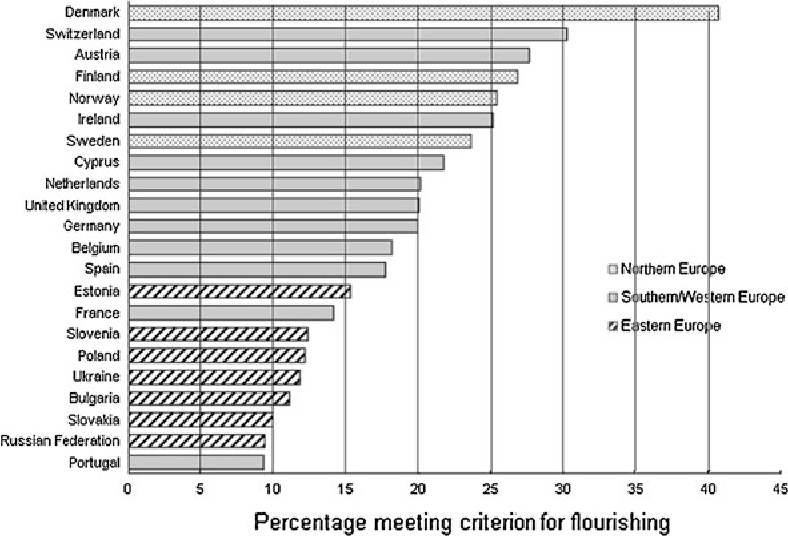 Denmark
Switzerland
Austria
Finland
Norway
Ireland
Sweden
Cyprus
Netherlands
United Kingdom
Germany
Belgium
Spain
Estonia
France
Slovenia
Poland
Ukraine
Bulgaria
Slovakia
Russian Federation
Portugal
Northern Europe
Southern/Western Europe
Eastern Europe
0 5 10 15 20 25 30 35 40 45
Percentage meeting criterion for flourishing